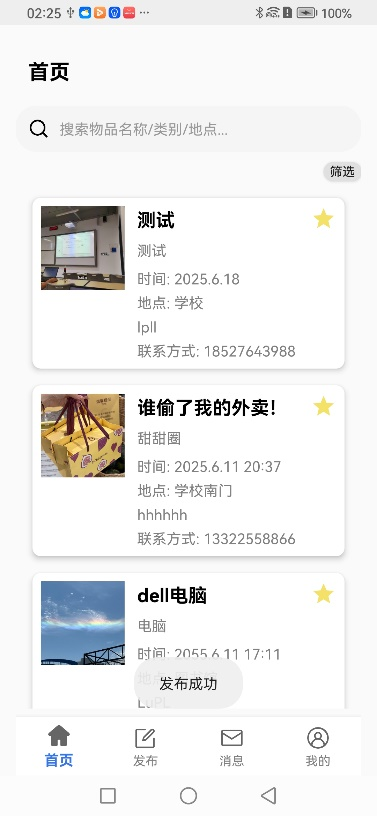 02:25
100%
首页
搜索物品名称/类别/地点...
筛选
测试
测试
时间: 2025.6.18
地点: 学校
lpll
联系方式: 18527643988
谁偷了我的外卖!
甜甜圈
时间: 2025.6.11 20:37
地点: 学校南门
hhhhhh
联系方式: 13322558866
dell电脑
电脑
时间: 2055.6.11 17:11
发布成功
首页
发布
消息
我的